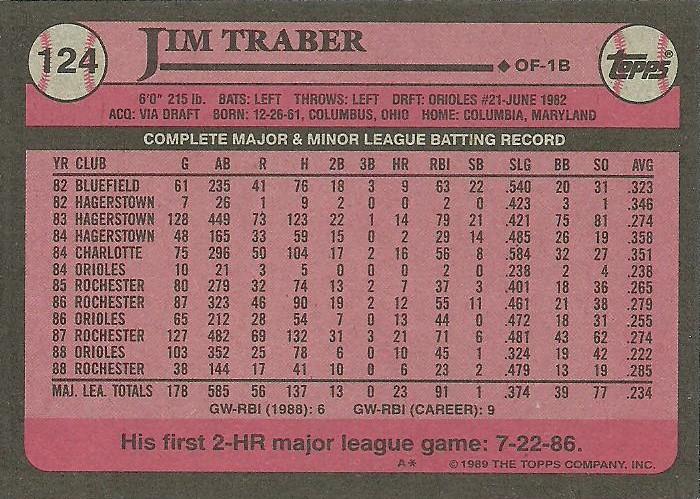 124 JIM TRABER OF-1B TOPPS®
6'0" 215 lb. BATS: LEFT THROWS: LEFT DRFT: ORIOLES #21-JUNE 1982
ACQ: VIA DRAFT BORN: 12-26-61, COLUMBUS, OHIO HOME: COLUMBIA, MARYLAND
COMPLETE MAJOR & MINOR LEAGUE BATTING RECORD
YR CLUB G AB R H 2B 3B HR RBI SB SLG BB SO AVG
82 BLUEFIELD 61 235 41 76 18 3 9 63 22 .540 20 31 .323
82 HAGERSTOWN 7 26 1 9 2 0 0 2 0 .423 3 1 .346
83 HAGERSTOWN 128 449 73 123 22 1 14 79 21 .421 75 81 .274
84 HAGERSTOWN 48 165 33 59 15 0 2 29 14 .485 26 19 .358
84 CHARLOTTE 75 296 50 104 17 2 16 56 8 .584 32 27 .351
84 ORIOLES 10 21 3 5 0 0 0 2 0 .238 2 4 .238
85 ROCHESTER 80 279 32 74 13 2 7 37 3 .401 18 36 .265
86 ROCHESTER 87 323 46 90 19 2 12 55 11 .461 21 38 .279
86 ORIOLES 65 212 28 54 7 0 13 44 0 .472 18 31 .255
87 ROCHESTER 127 482 69 132 31 3 21 71 6 .481 43 62 .274
88 ORIOLES 103 352 25 78 6 0 10 45 1 .324 19 42 .222
88 ROCHESTER 38 144 17 41 10 0 6 23 2 .479 13 19 .285
MAJ. LEA. TOTALS 178 585 56 137 13 0 23 91 1 .374 39 77 .234
GW-RBI (1988): 6 GW-RBI (CAREER): 9
His first 2-HR major league game: 7-22-86.
A* © 1989 THE TOPPS COMPANY, INC.